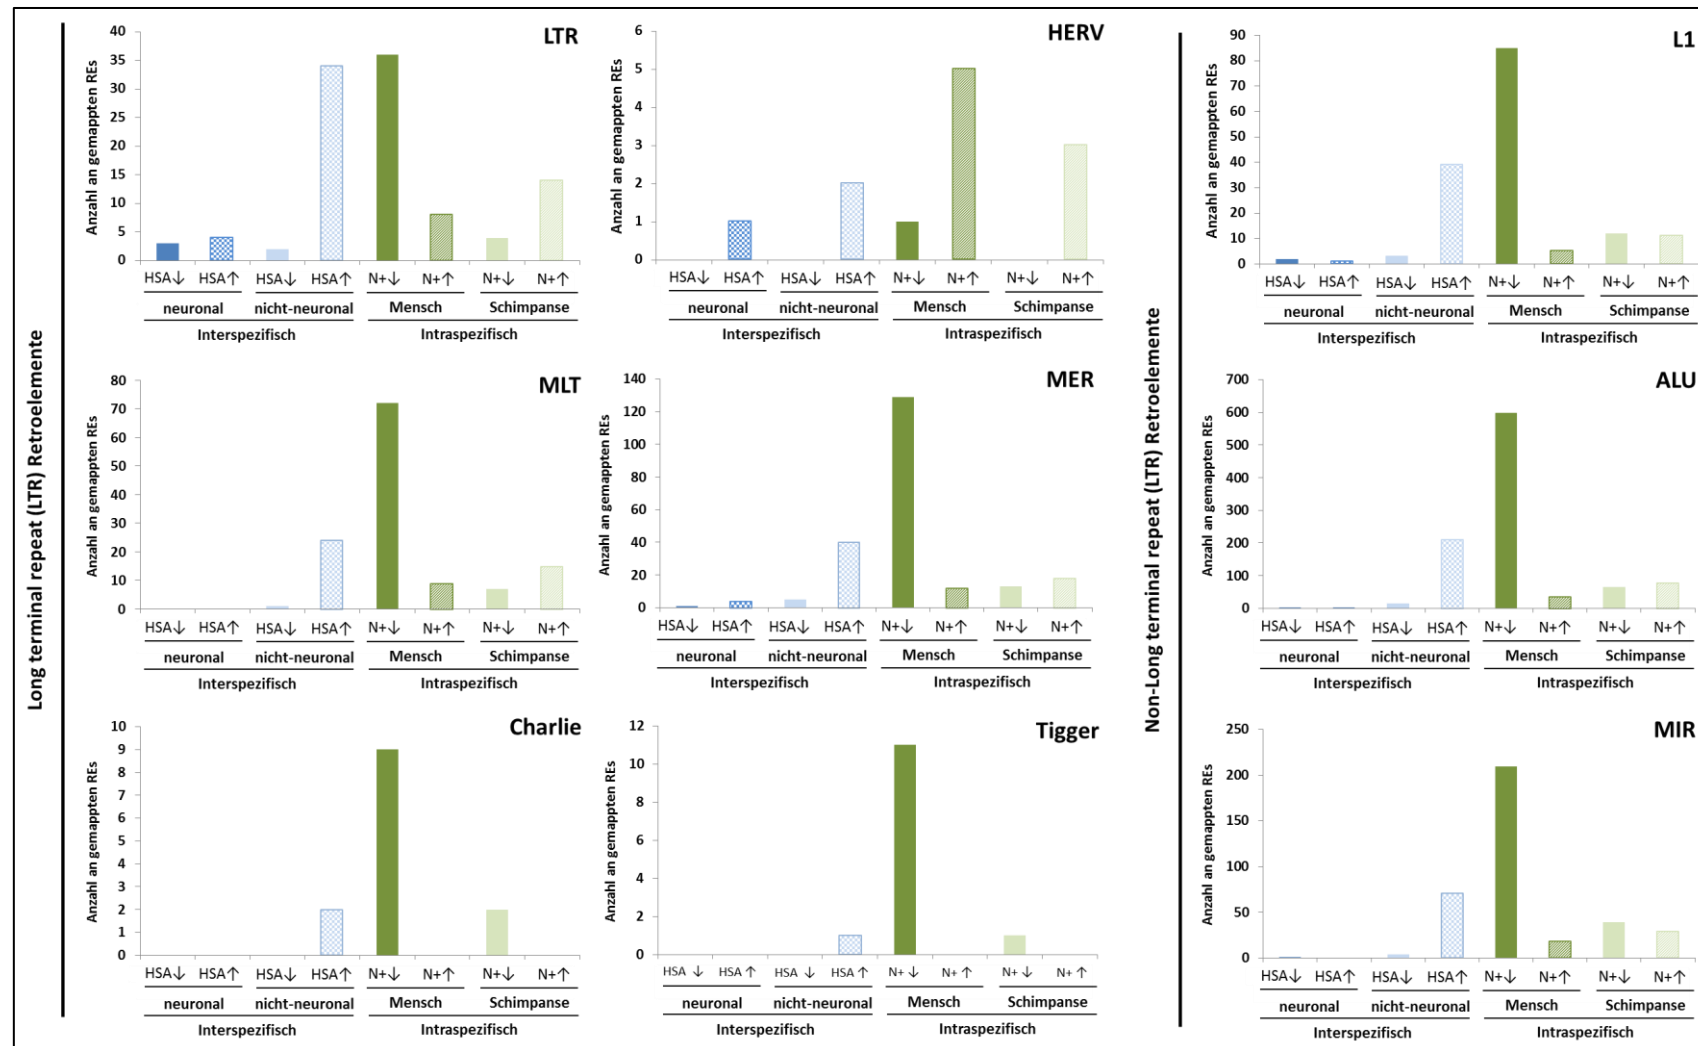 Long terminal repeat (LTR) Retroelemente
LTR
Anzahl an gemappten REs
40
35
30
25
20
15
10
5
0
HSA↓ HSA↑ HSA↓ HSA↑ N+↓ N+↑ N+↓ N+↑
neuronal nicht-neuronal Mensch Schimpanse
Interspezifisch Intraspezifisch
HERV
Anzahl an gemappten REs
6
5
4
3
2
1
0
HSA↓ HSA↑ HSA↓ HSA↑ N+↓ N+↑ N+↓ N+↑
neuronal nicht-neuronal Mensch Schimpanse
Interspezifisch Intraspezifisch
MLT
Anzahl an gemappten REs
80
70
60
50
40
30
20
10
0
HSA↓ HSA↑ HSA↓ HSA↑ N+↓ N+↑ N+↓ N+↑
neuronal nicht-neuronal Mensch Schimpanse
Interspezifisch Intraspezifisch
MER
Anzahl an gemappten REs
140
120
100
80
60
40
20
0
HSA↓ HSA↑ HSA↓ HSA↑ N+↓ N+↑ N+↓ N+↑
neuronal nicht-neuronal Mensch Schimpanse
Interspezifisch Intraspezifisch
Charlie
Anzahl an gemappten REs
10
9
8
7
6
5
4
3
2
1
0
HSA↓ HSA↑ HSA↓ HSA↑ N+↓ N+↑ N+↓ N+↑
neuronal nicht-neuronal Mensch Schimpanse
Interspezifisch Intraspezifisch
Tigger
Anzahl an gemappten REs
12
10
8
6
4
2
0
HSA ↓ HSA ↑ HSA ↓ HSA ↑ N+ ↓ N+ ↑ N+ ↓ N+ ↑
neuronal nicht-neuronal Mensch Schimpanse
Interspezifisch Intraspezifisch
Non-Long terminal repeat (LTR) Retroelemente
L1
Anzahl an gemappten REs
90
80
70
60
50
40
30
20
10
0
HSA↓ HSA↑ HSA↓ HSA↑ N+↓ N+↑ N+↓ N+↑
neuronal nicht-neuronal Mensch Schimpanse
Interspezifisch Intraspezifisch
ALU
Anzahl an gemappten REs
700
600
500
400
300
200
100
0
HSA↓ HSA↑ HSA↓ HSA↑ N+↓ N+↑ N+↓ N+↑
neuronal nicht-neuronal Mensch Schimpanse
Interspezifisch Intraspezifisch
MIR
Anzahl an gemappten REs
250
200
150
100
50
0
HSA↓ HSA↑ HSA↓ HSA↑ N+↓ N+↑ N+↓ N+↑
neuronal nicht-neuronal Mensch Schimpanse
Interspezifisch Intraspezifisch